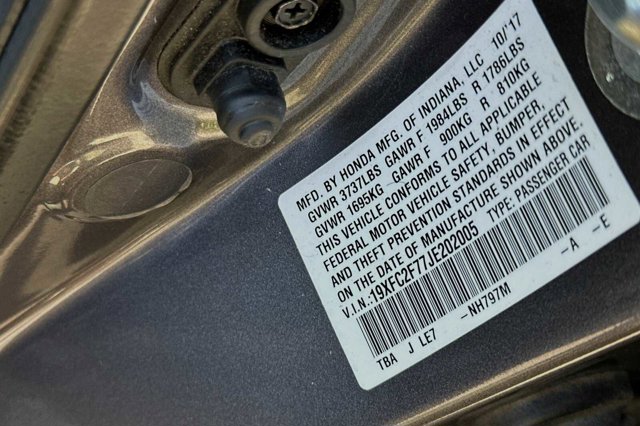 MFD. BY HONDA MFG. OF INDIANA, LLC 10/17
GVWR 3737LBS GAWR F 1984LBS R 1786LBS
GVWR 1695KG GAWR F 900KG R 810KG
THIS VEHICLE CONFORMS TO ALL APPLICABLE
FEDERAL MOTOR VEHICLE SAFETY, BUMPER,
AND THEFT PREVENTION STANDARDS IN EFFECT
ON THE DATE OF MANUFACTURE SHOWN ABOVE.
V.I.N.:19XFC2F77JE202005 TYPE: PASSENGER CAR
TBA J LE7 -NH797M -A -E